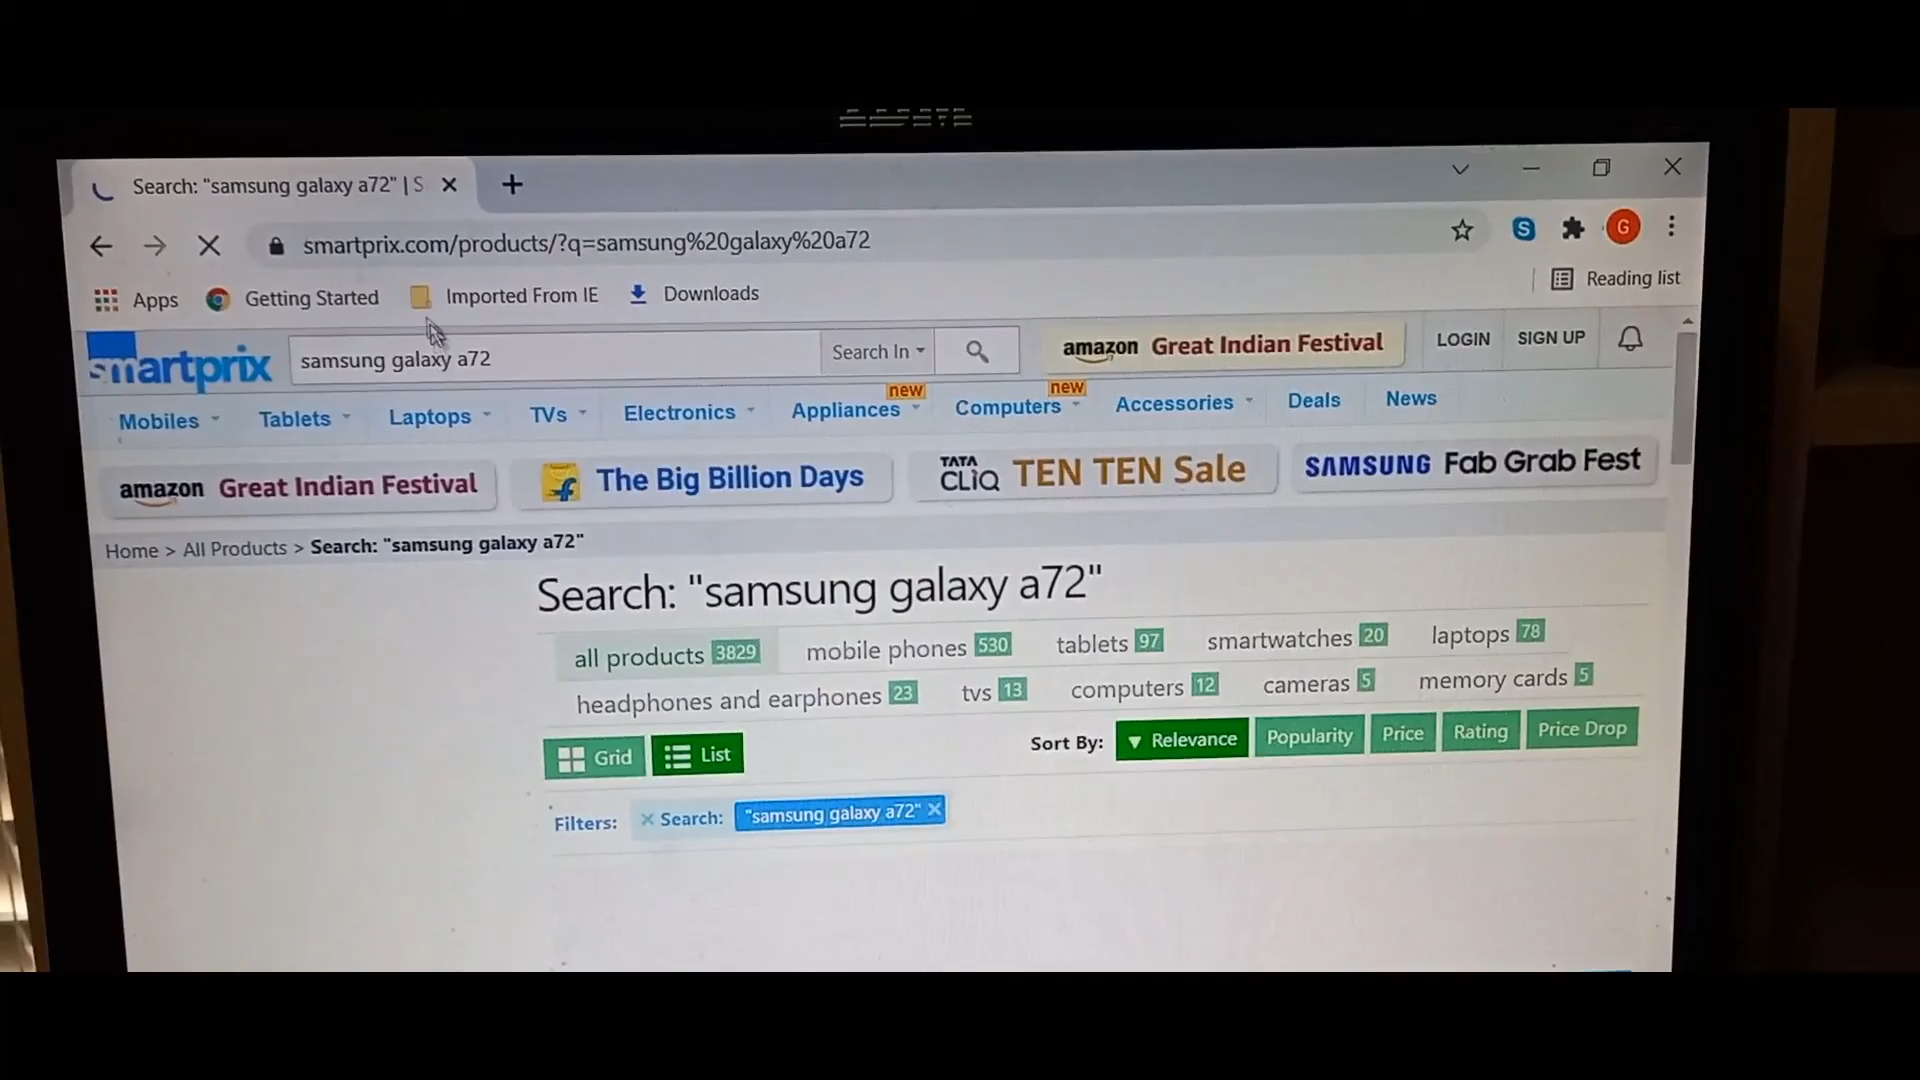 Search: "samsung galaxy a72" | S
smartprix.com/products/?q=samsung%20galaxy%20a72
G
Apps Getting Started Imported From IE Downloads Reading list
smartprix samsung galaxy a72 Search In amazon Great Indian Festival LOGIN SIGN UP
new new
Mobiles Tablets Laptops TVs Electronics Appliances Computers Accessories Deals News
amazon Great Indian Festival The Big Billion Days TATA CLiQ TEN TEN Sale SAMSUNG Fab Grab Fest
Home > All Products > Search: "samsung galaxy a72"
Search: "samsung galaxy a72"
all products 3829 mobile phones 530 tablets 97 smartwatches 20 laptops 78
headphones and earphones 23 tvs 13 computers 12 cameras 5 memory cards 5
Grid List Sort By: ▼ Relevance Popularity Price Rating Price Drop
Filters: × Search: "samsung galaxy a72" ×